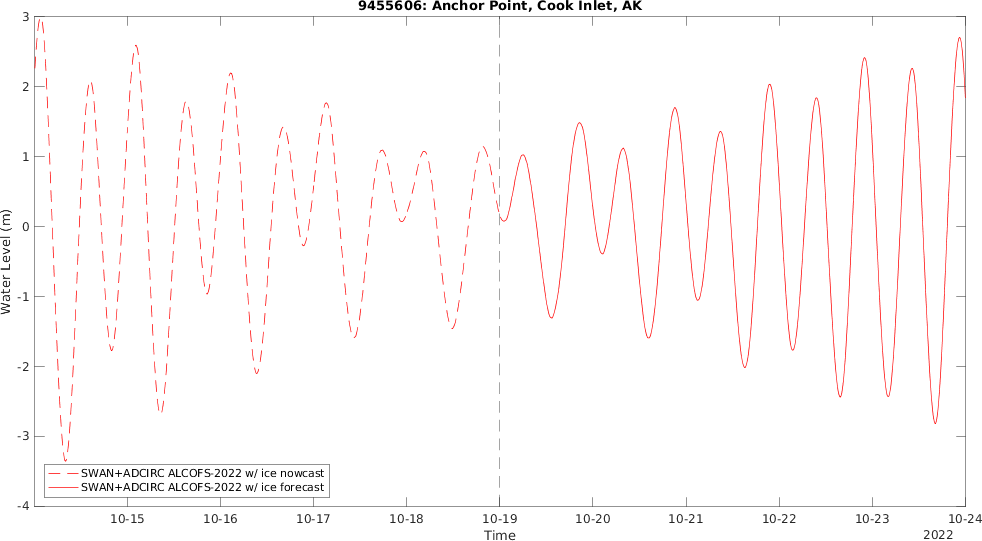 9455606: Anchor Point, Cook Inlet, AK
3
2
1
0
-1
-2
-3
-4
Water Level (m)
SWAN+ADCIRC ALCOFS-2022 w/ ice nowcast
SWAN+ADCIRC ALCOFS-2022 w/ ice forecast
10-15 10-16 10-17 10-18 10-19 10-20 10-21 10-22 10-23 10-24
Time
2022